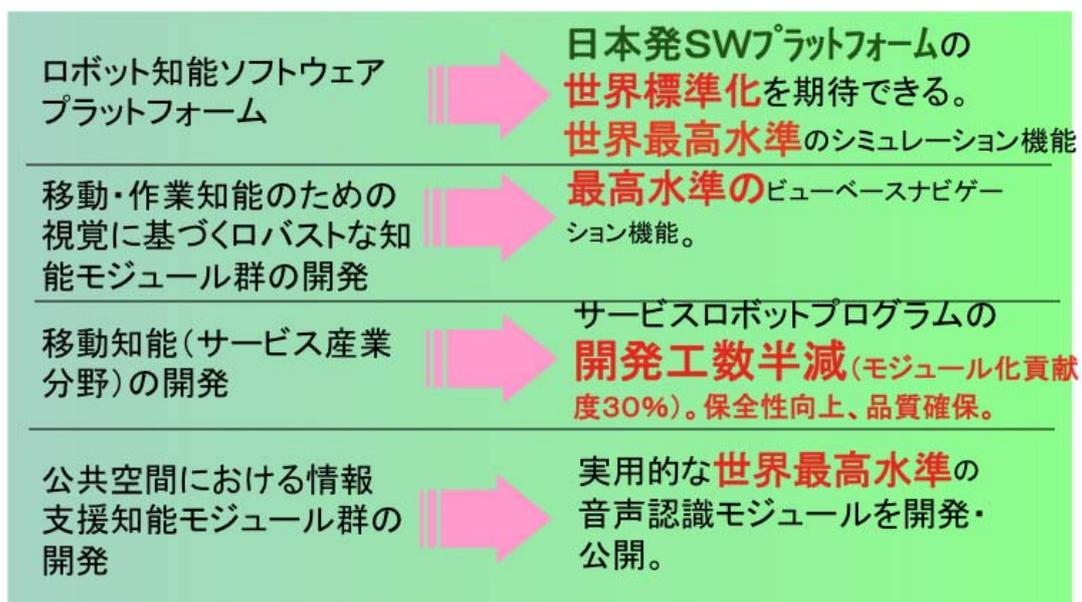 ロボット知能ソフトウェア
プラットフォーム
日本発SWプラットフォームの
世界標準化を期待できる。
世界最高水準のシミュレーション機能
移動・作業知能のための
視覚に基づくロバストな知
能モジュール群の開発
最高水準のビューベースナビゲー
ション機能。
移動知能（サービス産業
分野）の開発
サービスロボットプログラムの
開発工数半減（モジュール化貢献
度30%）。保全性向上、品質確保。
公共空間における情報
支援知能モジュール群の
開発
実用的な世界最高水準の
音声認識モジュールを開発・
公開。